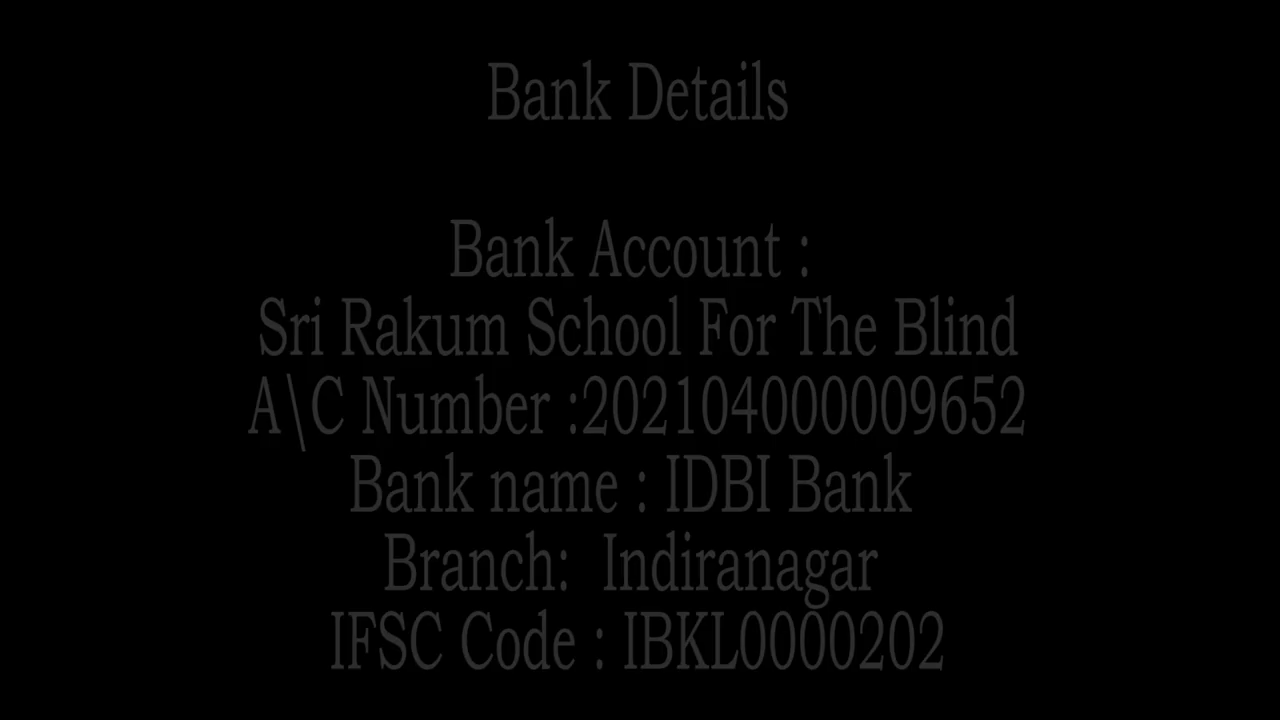 Bank Details
Bank Account :
Sri Rakum School For The Blind
A\C Number :202104000009652
Bank name : IDBI Bank
Branch: Indiranagar
IFSC Code : IBKL0000202